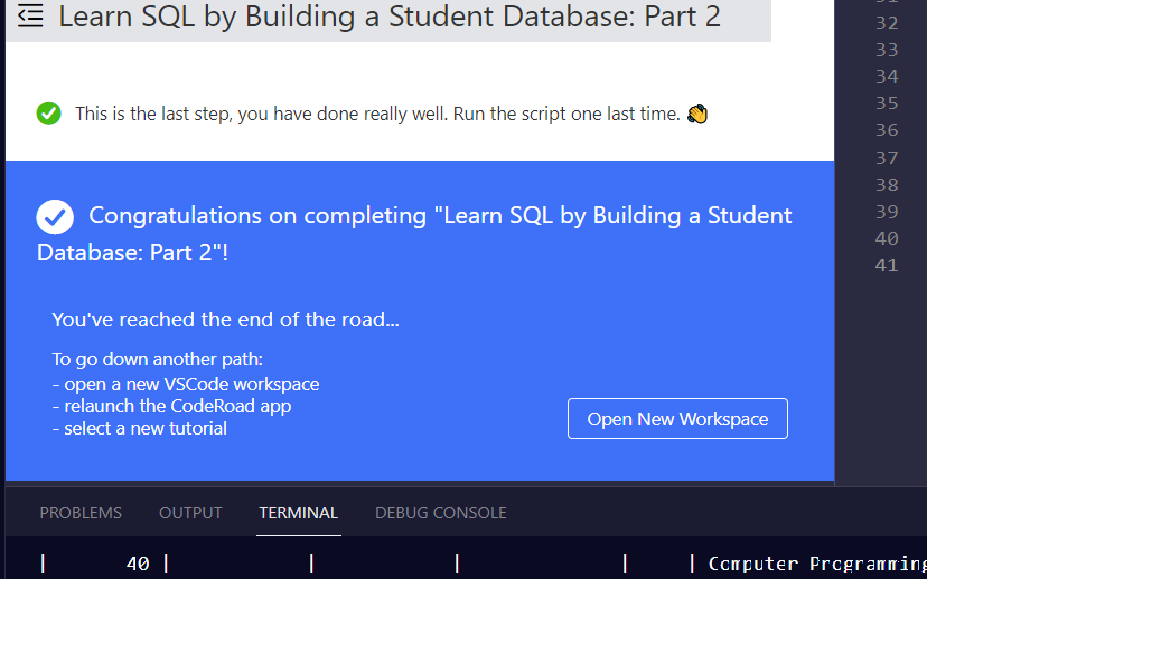 Learn SQL by Building a Student Database: Part 2
This is the last step, you have done really well. Run the script one last time. 👏
Congratulations on completing "Learn SQL by Building a Student
Database: Part 2"!
You've reached the end of the road...
To go down another path:
- open a new VSCode workspace
- relaunch the CodeRoad app
- select a new tutorial
Open New Workspace
32
33
34
35
36
37
38
39
40
41
PROBLEMS OUTPUT TERMINAL DEBUG CONSOLE
| 40 | | | | | Computer Programming